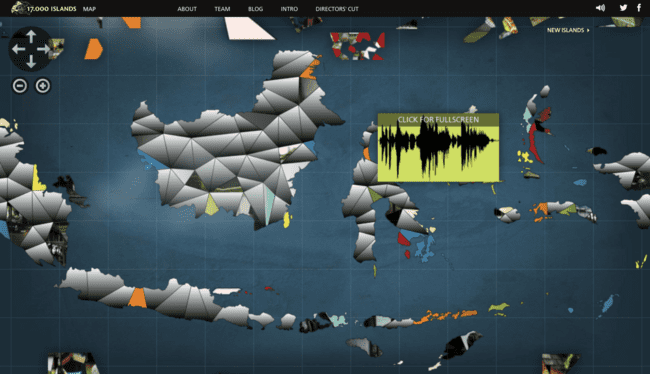 17.000 ISLANDS MAP ABOUT TEAM BLOG INTRO DIRECTORS' CUT
NEW ISLANDS
CLICK FOR FULLSCREEN